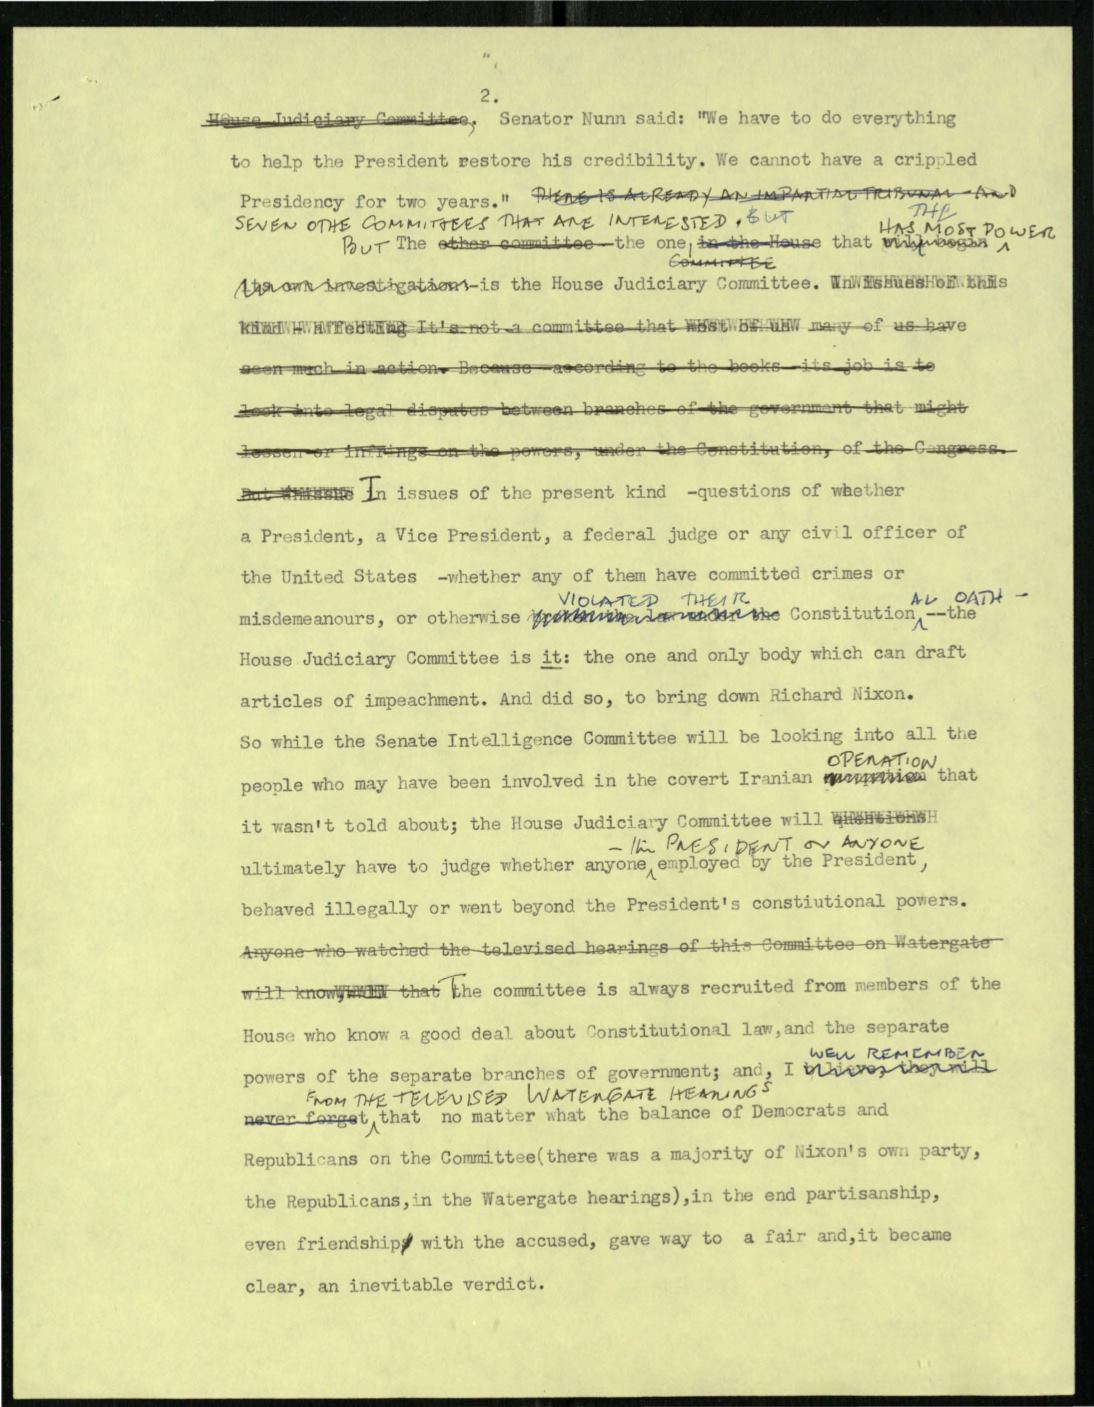 2.
House Judiciary Committee, Senator Nunn said: "We have to do everything
to help the President restore his credibility. We cannot have a crippled
Presidency for two years." THERE IS ALREADY AN IMPARTIAL TRIBUNAL - AND
SEVEN OTHE COMMITTEES THAT ARE INTERESTED. BUT THE
HAS MOST POWER
BUT The other committee -the one, in the House that will began
COMMITTEE
its own investigations-is the House Judiciary Committee. In issues of this
kind - affecting It's not a committee that most of us many of us have
seen much in action. Because -according to the books -its job is to
look into legal disputes between branches of the government that might
lessen or infringe on the powers, under the Constitution, of the Congress.
But In issues of the present kind -questions of whether
a President, a Vice President, a federal judge or any civil officer of
the United States -whether any of them have committed crimes or
VIOLATED THEIR AL OATH -
misdemeanours, or otherwise the Constitution --the
House Judiciary Committee is it: the one and only body which can draft
articles of impeachment. And did so, to bring down Richard Nixon.
So while the Senate Intelligence Committee will be looking into all the
OPERATION
people who may have been involved in the covert Iranian that
it wasn't told about; the House Judiciary Committee will questions
- the PRESIDENT or ANYONE
ultimately have to judge whether anyone employed by the President,
behaved illegally or went beyond the President's constiutional powers.
Anyone who watched the televised hearings of this Committee on Watergate
will know, that The committee is always recruited from members of the
House who know a good deal about Constitutional law,and the separate
WELL REMEMBER
powers of the separate branches of government; and, I believe, they will
FROM THE TELEVISED WATERGATE HEARINGS
never forget, that no matter what the balance of Democrats and
Republicans on the Committee(there was a majority of Nixon's own party,
the Republicans,in the Watergate hearings),in the end partisanship,
even friendship with the accused, gave way to a fair and,it became
clear, an inevitable verdict.